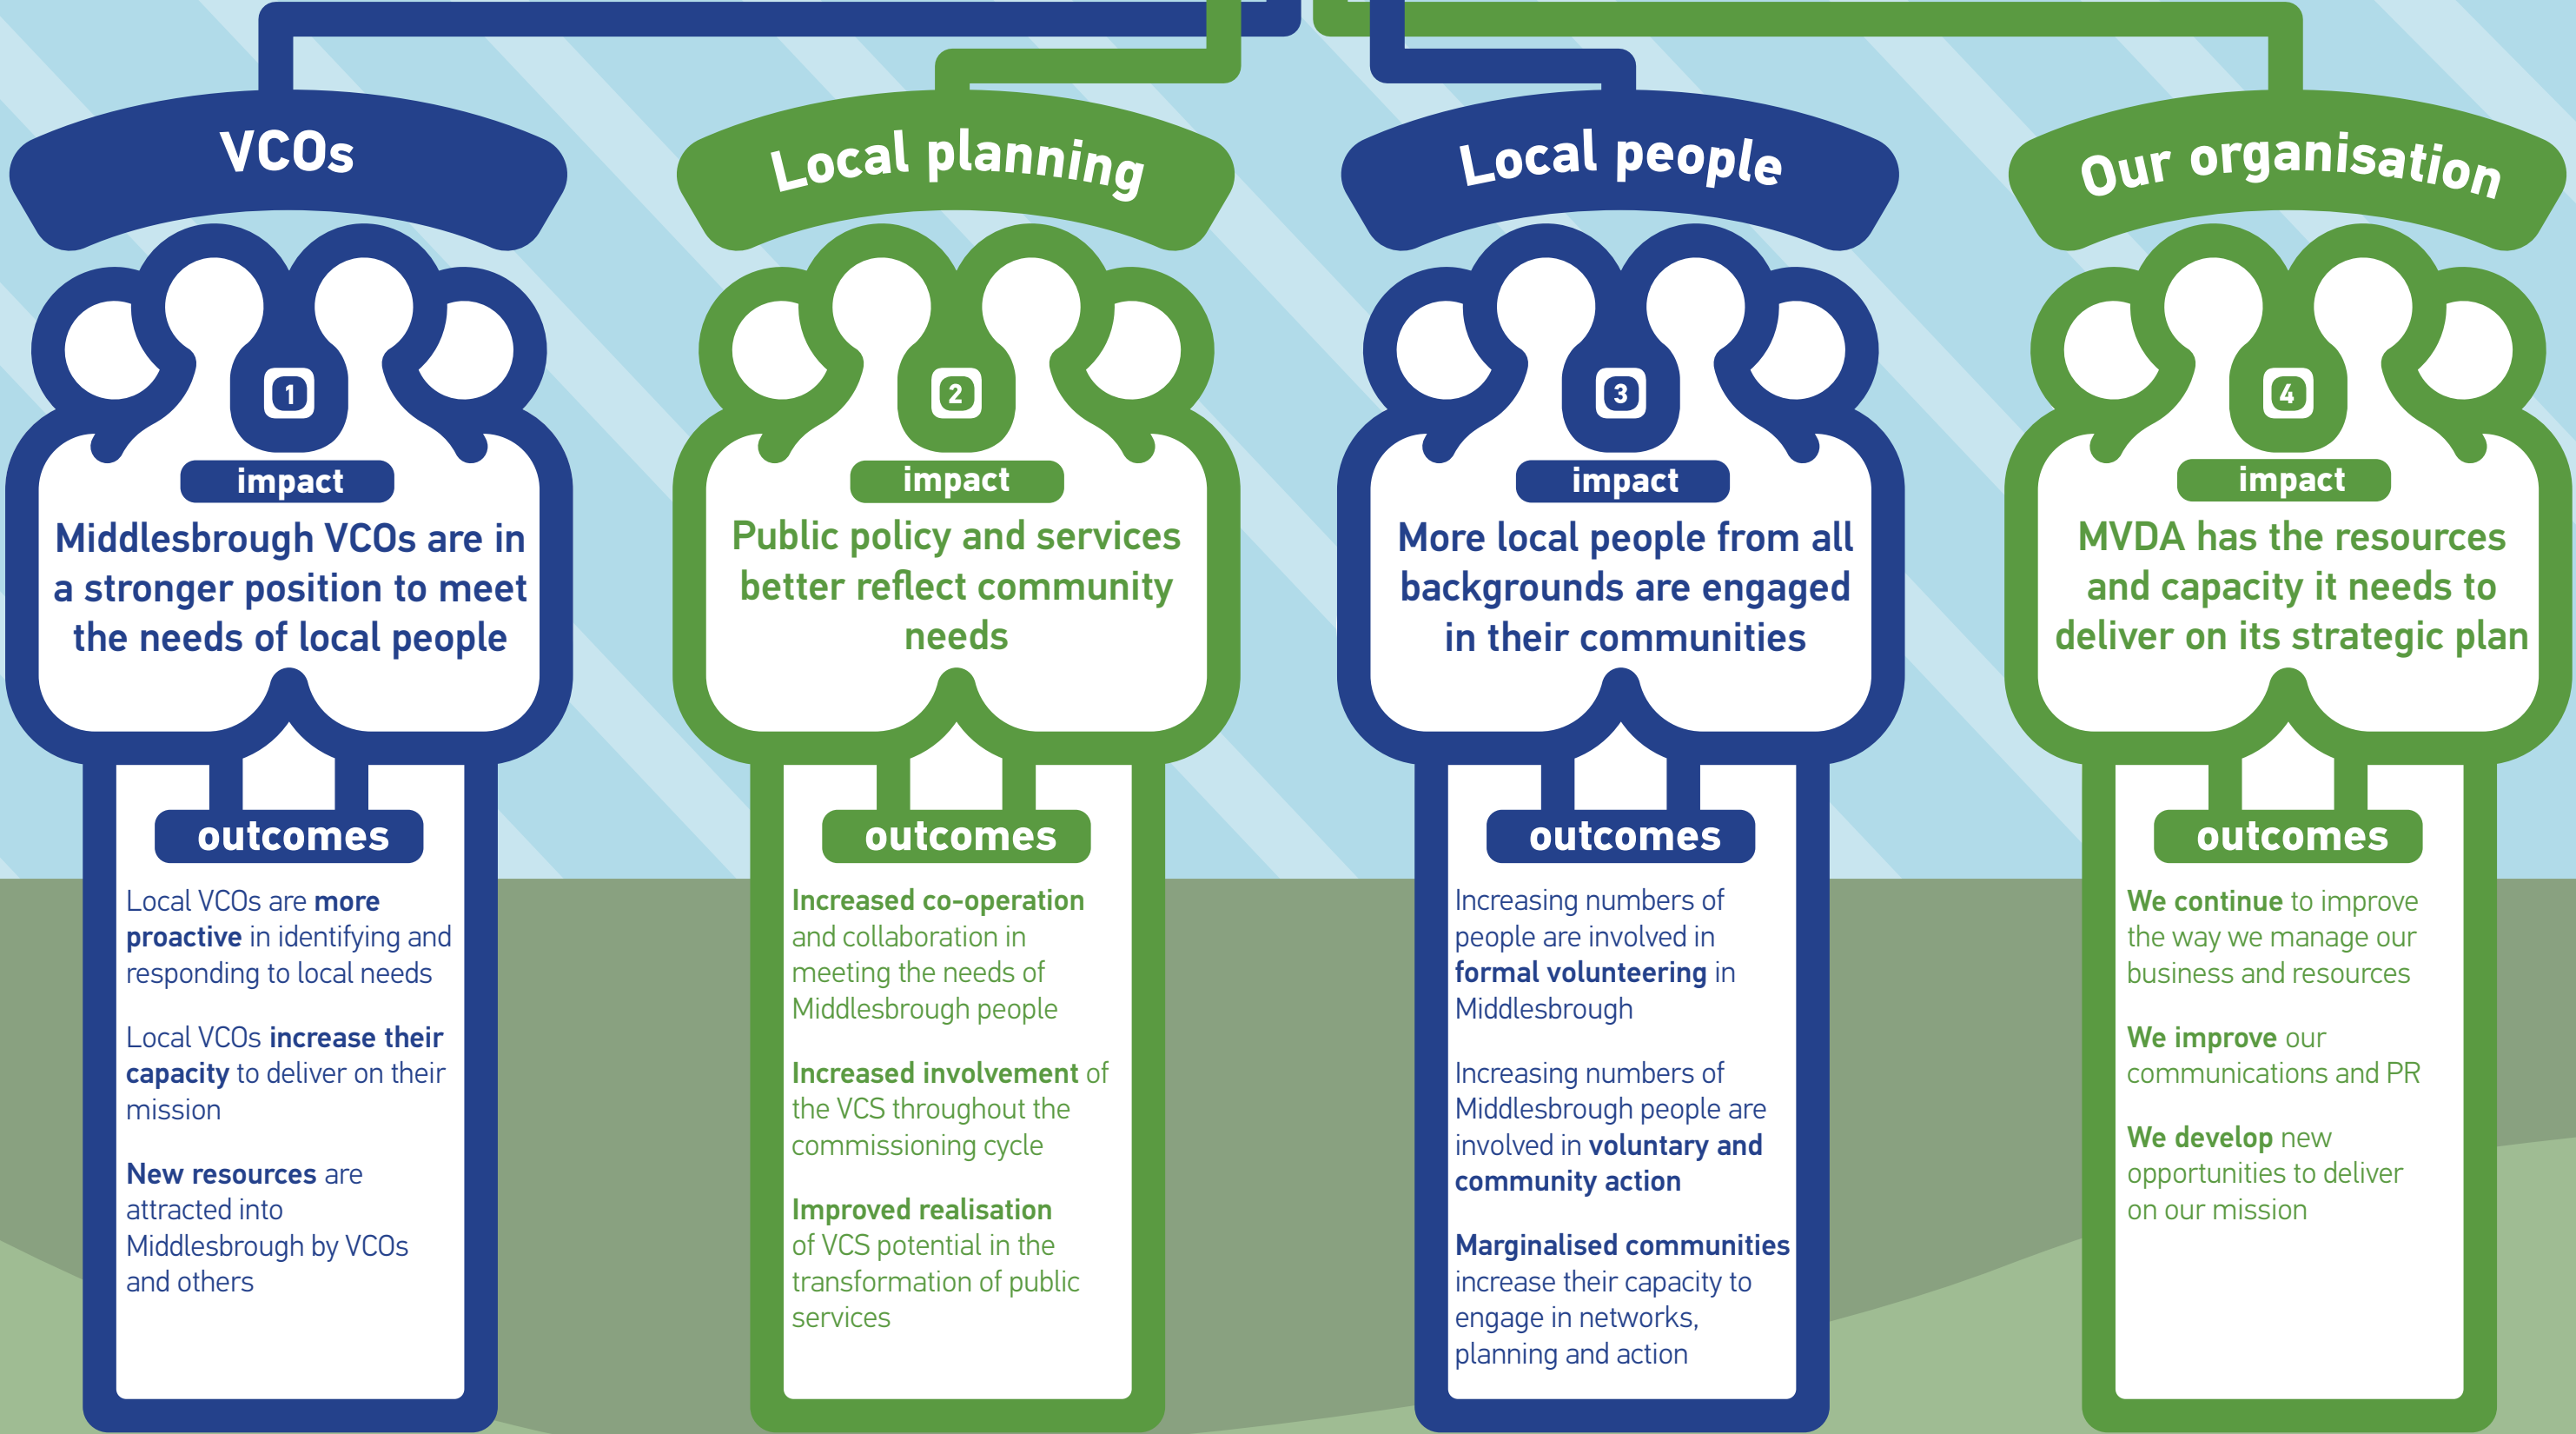 VCOs
1
impact
Middlesbrough VCOs are in
a stronger position to meet
the needs of local people
outcomes
Local VCOs are more
proactive in identifying and
responding to local needs
Local VCOs increase their
capacity to deliver on their
mission
New resources are
attracted into
Middlesbrough by VCOs
and others
Local planning
2
impact
Public policy and services
better reflect community
needs
outcomes
Increased co-operation
and collaboration in
meeting the needs of
Middlesbrough people
Increased involvement of
the VCS throughout the
commissioning cycle
Improved realisation
of VCS potential in the
transformation of public
services
Local people
3
impact
More local people from all
backgrounds are engaged
in their communities
outcomes
Increasing numbers of
people are involved in
formal volunteering in
Middlesbrough
Increasing numbers of
Middlesbrough people are
involved in voluntary and
community action
Marginalised communities
increase their capacity to
engage in networks,
planning and action
Our organisation
4
impact
MVDA has the resources
and capacity it needs to
deliver on its strategic plan
outcomes
We continue to improve
the way we manage our
business and resources
We improve our
communications and PR
We develop new
opportunities to deliver
on our mission